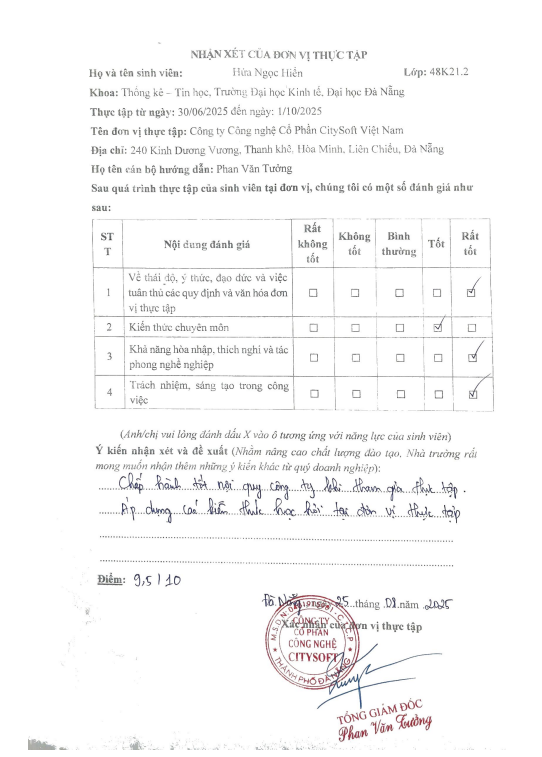 NHẬN XÉT CỦA ĐƠN VỊ THỰC TẬP
Họ và tên sinh viên: Hứa Ngọc Hiển Lớp: 48K21.2
Khoa: Thống kê – Tin học, Trường Đại học Kinh tế, Đại học Đà Nẵng
Thực tập từ ngày: 30/06/2025 đến ngày: 1/10/2025
Tên đơn vị thực tập: Công ty Công nghệ Cổ Phần CitySoft Việt Nam
Địa chỉ: 240 Kinh Dương Vương, Thanh khê, Hòa Minh, Liên Chiểu, Đà Nẵng
Họ tên cán bộ hướng dẫn: Phan Văn Tưởng
Sau quá trình thực tập của sinh viên tại đơn vị, chúng tôi có một số đánh giá như
sau:
STT Nội dung đánh giá Rất không tốt Không tốt Bình thường Tốt Rất tốt
1 Về thái độ, ý thức, đạo đức và việc ☐ ☐ ☐ ☐ ☑
tuân thủ các quy định và văn hóa đơn
vị thực tập
2 Kiến thức chuyên môn ☐ ☐ ☐ ☑ ☐
3 Khả năng hòa nhập, thích nghi và tác ☐ ☐ ☐ ☐ ☑
phong nghề nghiệp
4 Trách nhiệm, sáng tạo trong công ☐ ☐ ☐ ☐ ☑
việc
(Anh/chị vui lòng đánh dấu X vào ô tương ứng với năng lực của sinh viên)
Ý kiến nhận xét và đề xuất (Nhằm nâng cao chất lượng đào tạo, Nhà trường rất
mong muốn nhận thêm những ý kiến khác từ quý doanh nghiệp):
Chấp hành tốt nội quy công ty khi tham gia thực tập.
Áp dụng các kiến thức học hỏi tại đơn vị thực tập
Điểm: 9,5 / 10
Đà Nẵng, ngày 25 tháng 09 năm 2025
Xác nhận của đơn vị thực tập
CÔNG TY
CỔ PHẦN
CÔNG NGHỆ
CITYSOFT
THÀNH PHỐ ĐÀ NẴNG
TỔNG GIÁM ĐỐC
Phan Văn Tưởng